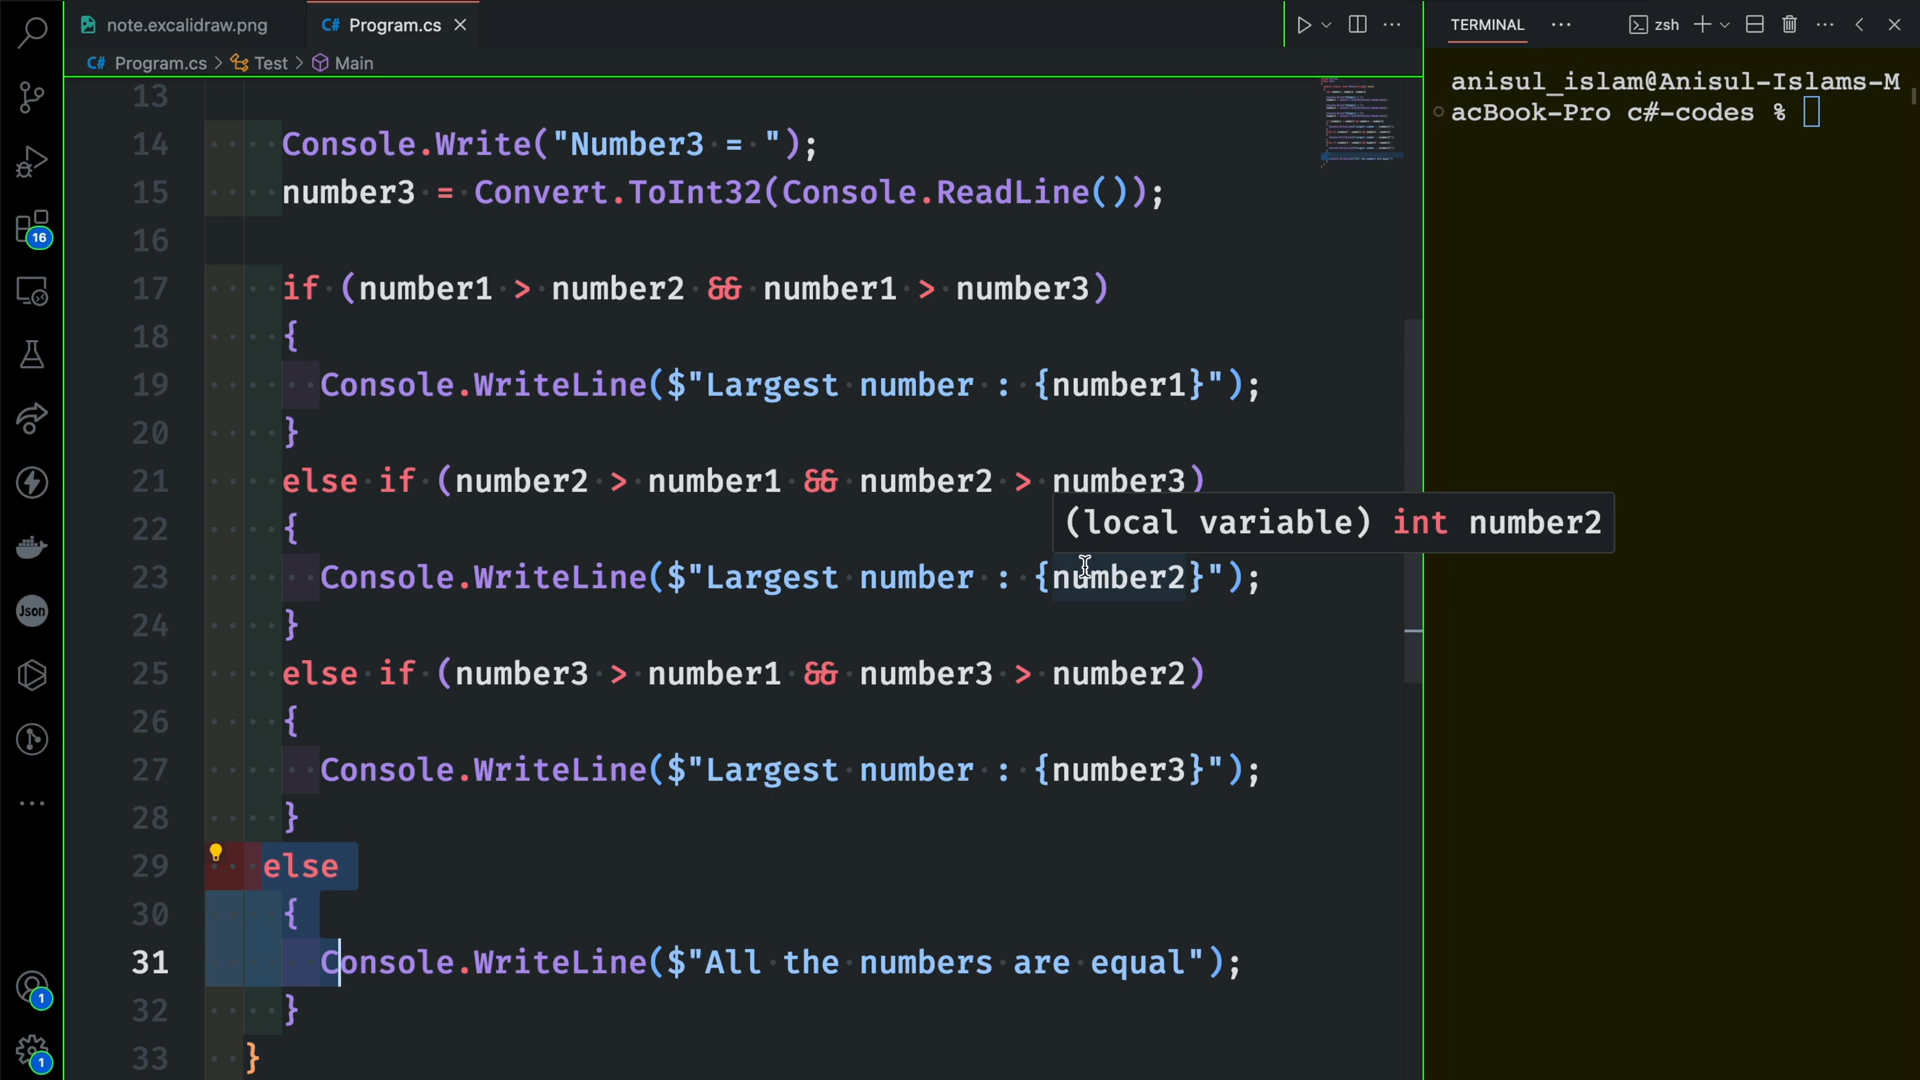 note.excalidraw.png
C# Program.cs
TERMINAL
zsh
C# Program.cs > Test > Main
anisul_islam@Anisul-Islams-M
acBook-Pro c#-codes %
13
14 Console.Write("Number3 = ");
15 number3 = Convert.ToInt32(Console.ReadLine());
16
17 if (number1 > number2 && number1 > number3)
18 {
19 Console.WriteLine($"Largest number : {number1}");
20 }
21 else if (number2 > number1 && number2 > number3)
(local variable) int number2
22 {
23 Console.WriteLine($"Largest number : {number2}");
24 }
25 else if (number3 > number1 && number3 > number2)
26 {
27 Console.WriteLine($"Largest number : {number3}");
28 }
29 else
30 {
31 Console.WriteLine($"All the numbers are equal");
32 }
33 }
16
Json
1
1